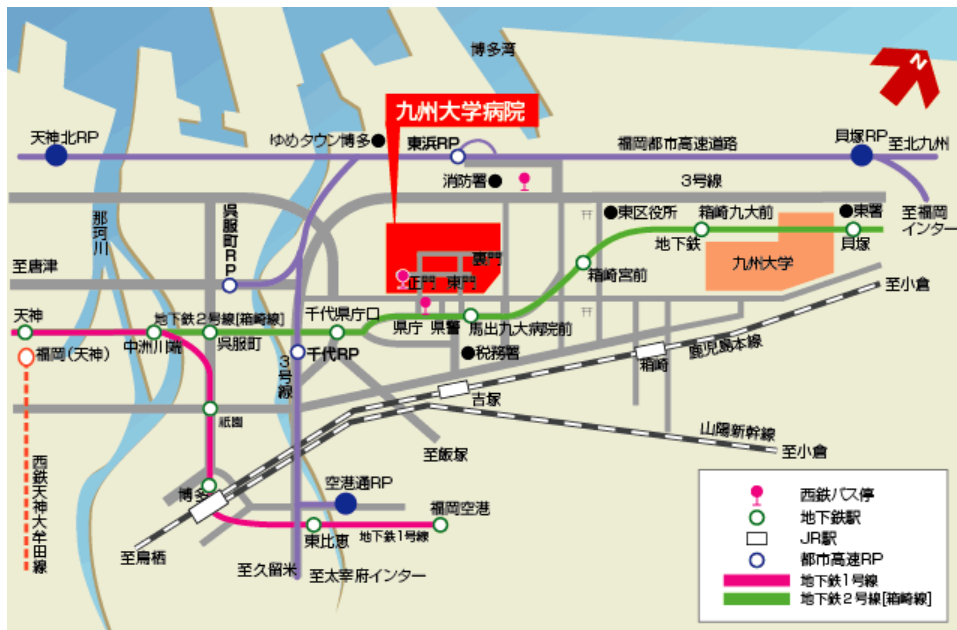 博多湾
N
九州大学病院
天神北RP
ゆめタウン博多
東浜RP
福岡都市高速道路
貝塚RP
至北九州
消防署
3号線
那珂川
呉服町RP
東区役所
箱崎九大前
東署
至福岡
インター
地下鉄
貝塚
裏門
正門
東門
箱崎宮前
九州大学
至唐津
至小倉
天神
地下鉄2号線[箱崎線]
千代県庁口
県庁
県警
馬出九大病院前
福岡(天神)
中洲川端
呉服町
3号線
千代RP
税務署
箱崎
鹿児島本線
吉塚
祇園
至飯塚
山陽新幹線
至小倉
西鉄天神大牟田線
博多
空港通RP
福岡空港
東比恵
地下鉄1号線
至鳥栖
至久留米
至太宰府インター
西鉄バス停
地下鉄駅
JR駅
都市高速RP
地下鉄1号線
地下鉄2号線[箱崎線]